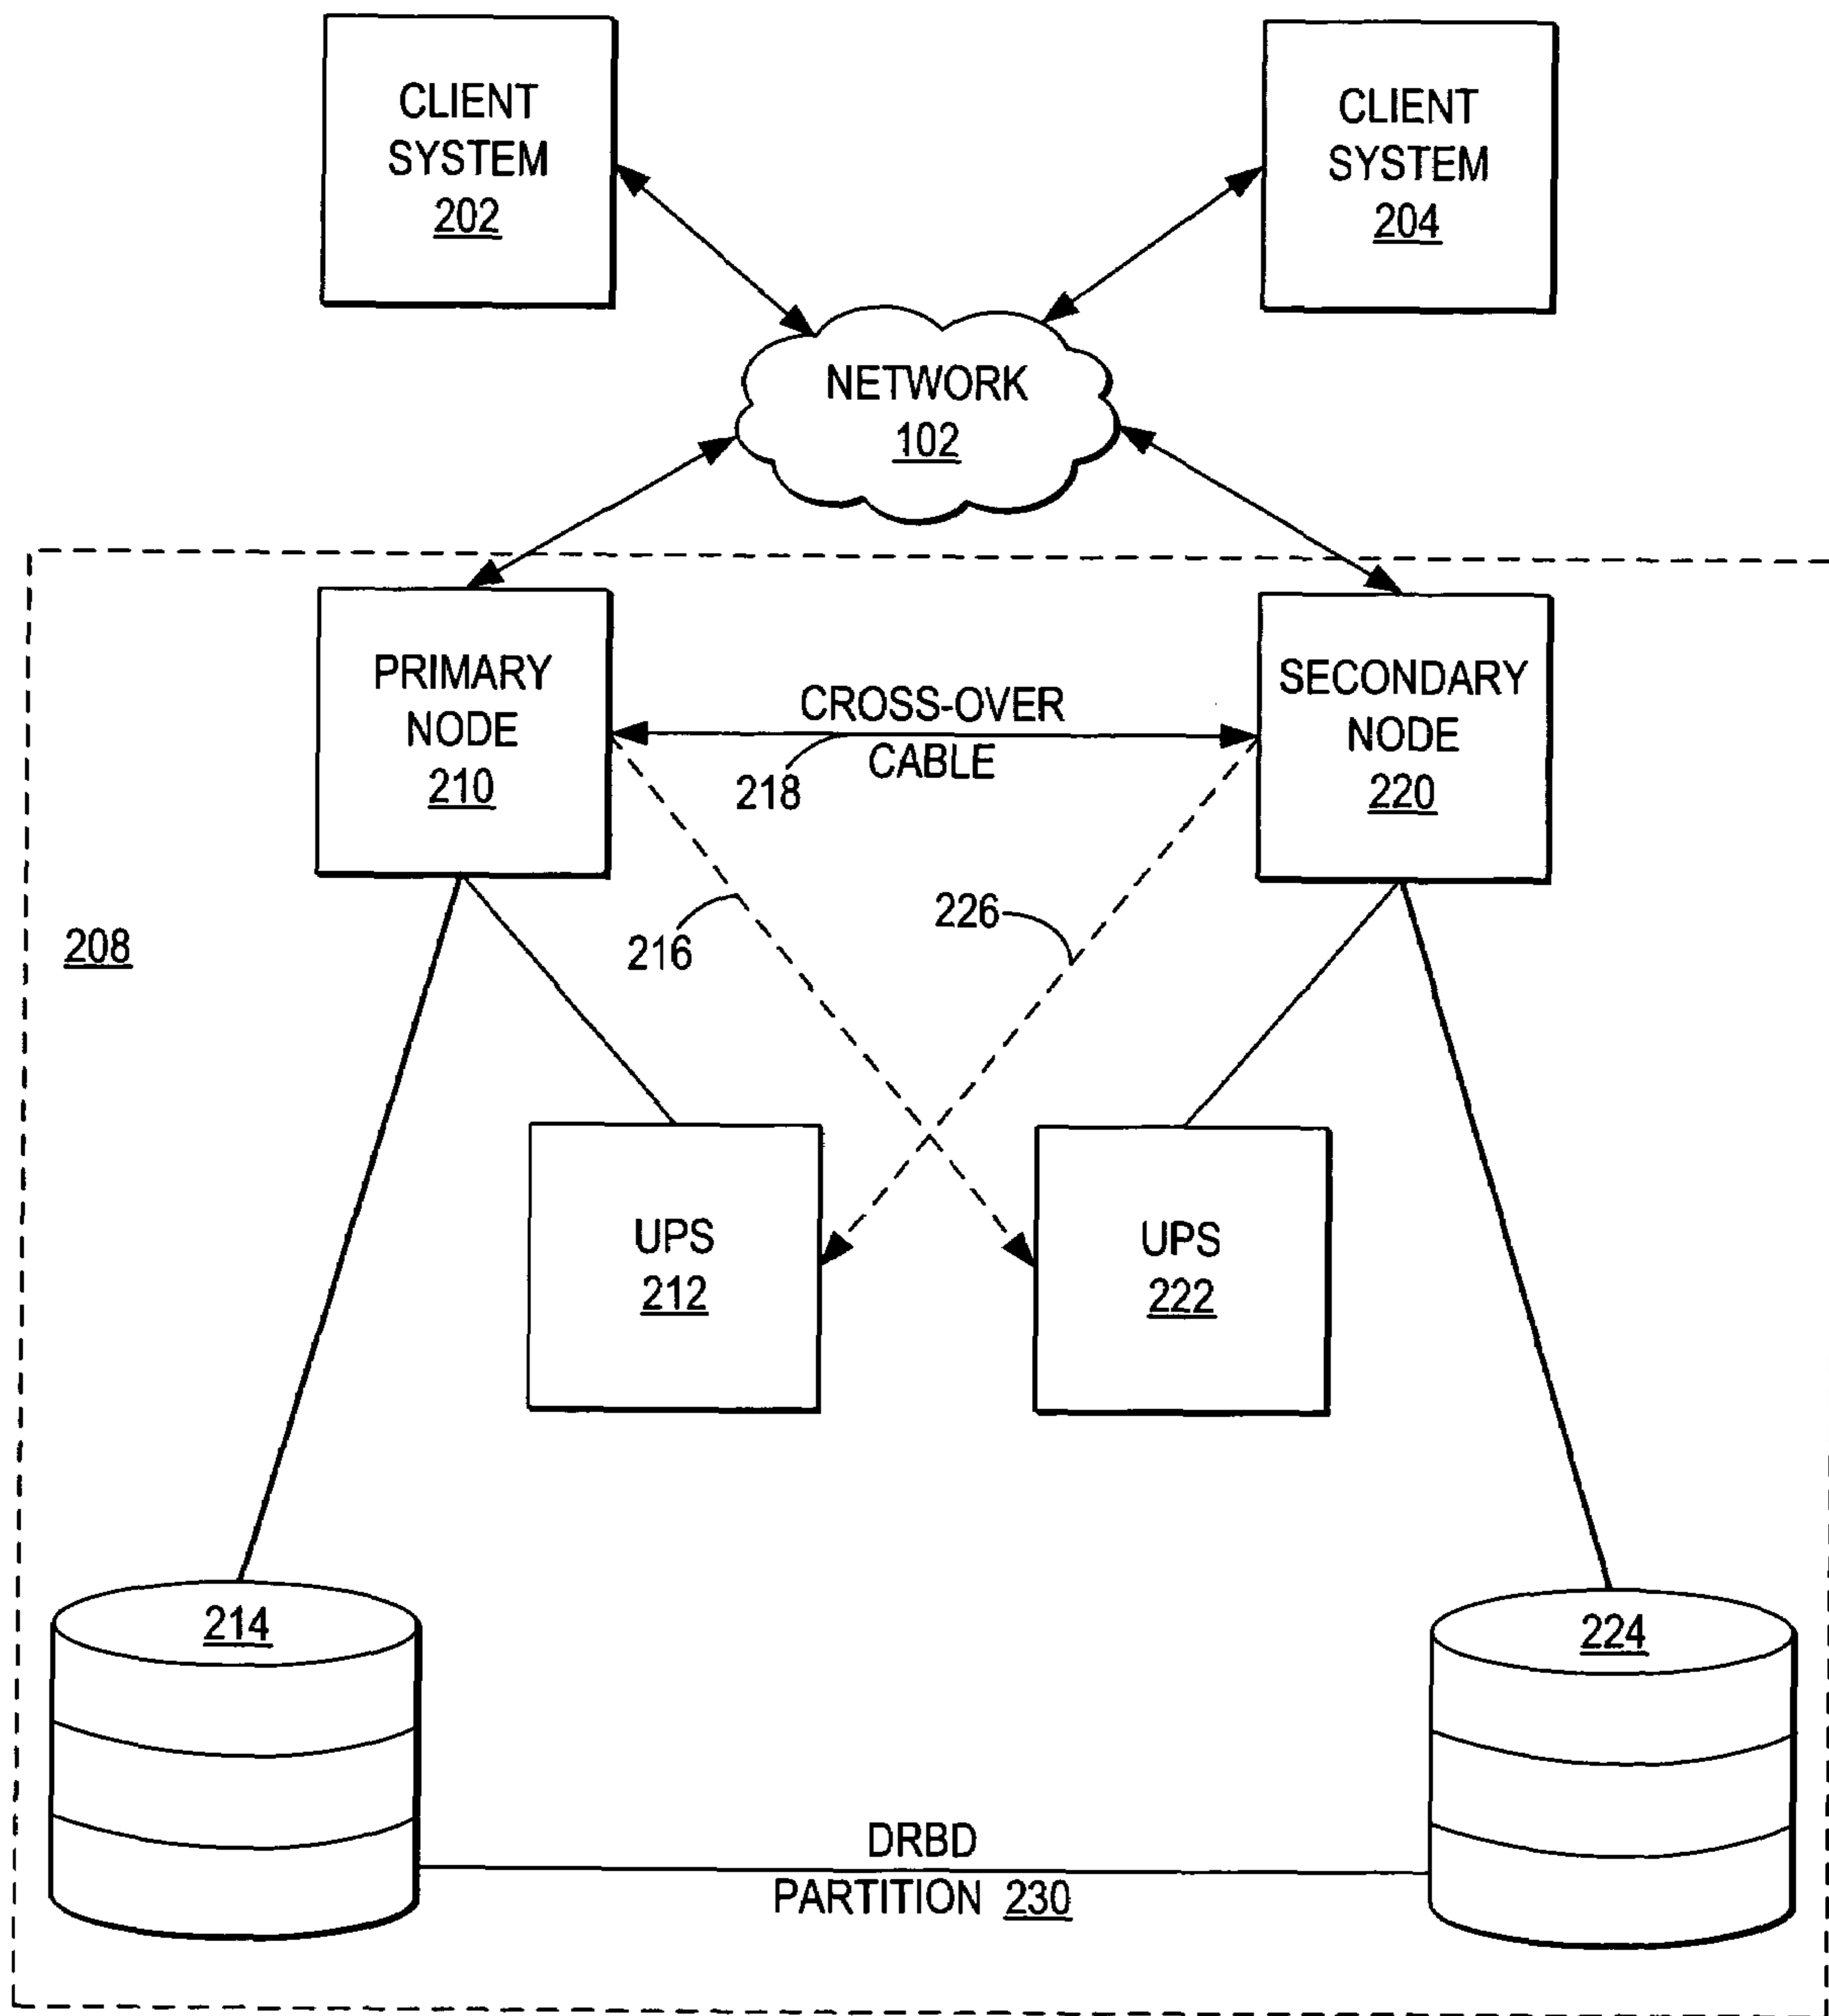 CLIENT
SYSTEM
202
CLIENT
SYSTEM
204
NETWORK
102
PRIMARY
NODE
210
CROSS-OVER
CABLE
218
SECONDARY
NODE
220
208
216
226
UPS
212
UPS
222
214
224
DRBD
PARTITION 230